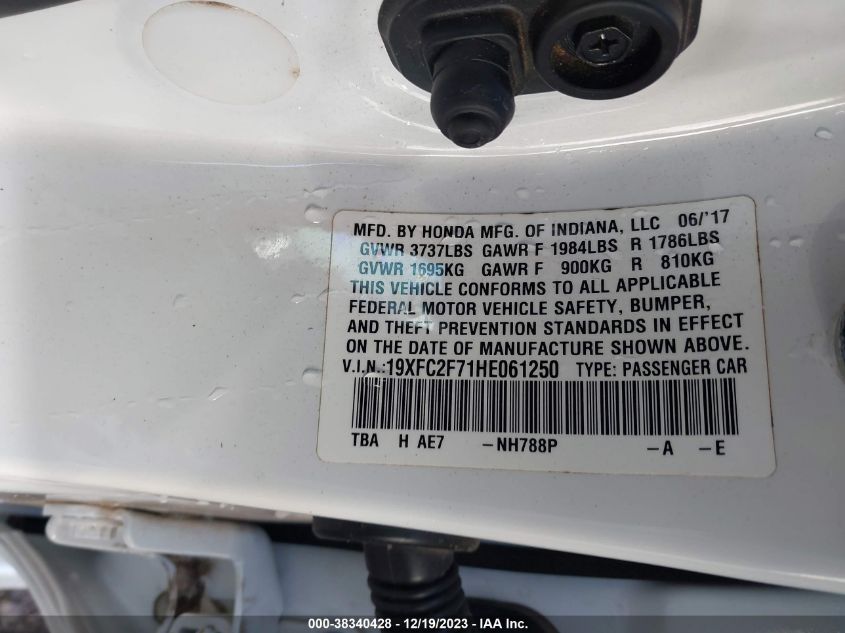 MFD. BY HONDA MFG. OF INDIANA, LLC 06/'17
GVWR 3737LBS GAWR F 1984LBS R 1786LBS
GVWR 1695KG GAWR F 900KG R 810KG
THIS VEHICLE CONFORMS TO ALL APPLICABLE
FEDERAL MOTOR VEHICLE SAFETY, BUMPER,
AND THEFT PREVENTION STANDARDS IN EFFECT
ON THE DATE OF MANUFACTURE SHOWN ABOVE.
V.I.N.:19XFC2F71HE061250 TYPE: PASSENGER CAR
TBA H AE7 -NH788P -A -E
000-38340428 - 12/19/2023 - IAA Inc.